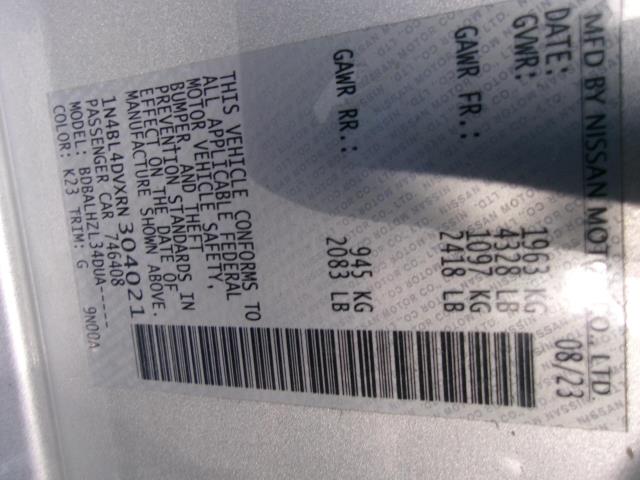 MFD BY NISSAN MOTOR CO., LTD.
DATE: 08/23
GVWR: 1963 KG
4328 LB
GAWR FR.: 1097 KG
2418 LB
GAWR RR.: 945 KG
2083 LB
THIS VEHICLE CONFORMS TO
ALL APPLICABLE FEDERAL
MOTOR VEHICLE SAFETY,
BUMPER, AND THEFT
PREVENTION STANDARDS IN
EFFECT ON THE DATE OF
MANUFACTURE SHOWN ABOVE.
1N4BL4DVXRN304021
PASSENGER CAR 746408
MODEL: BDBALHZL34DUA-----
COLOR: K23 TRIM: G 9N00A